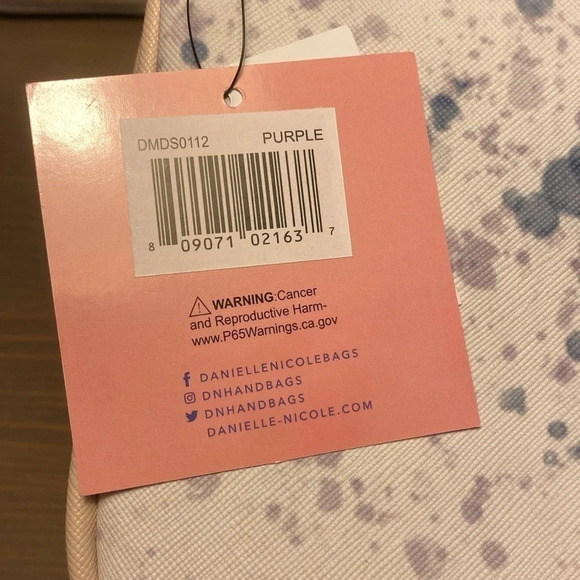 DMDS0112 PURPLE
8 09071 02163 7
WARNING:Cancer
and Reproductive Harm-
www.P65Warnings.ca.gov
DANIELLENICOLEBAGS
DNHANDBAGS
DNHANDBAGS
DANIELLE-NICOLE.COM